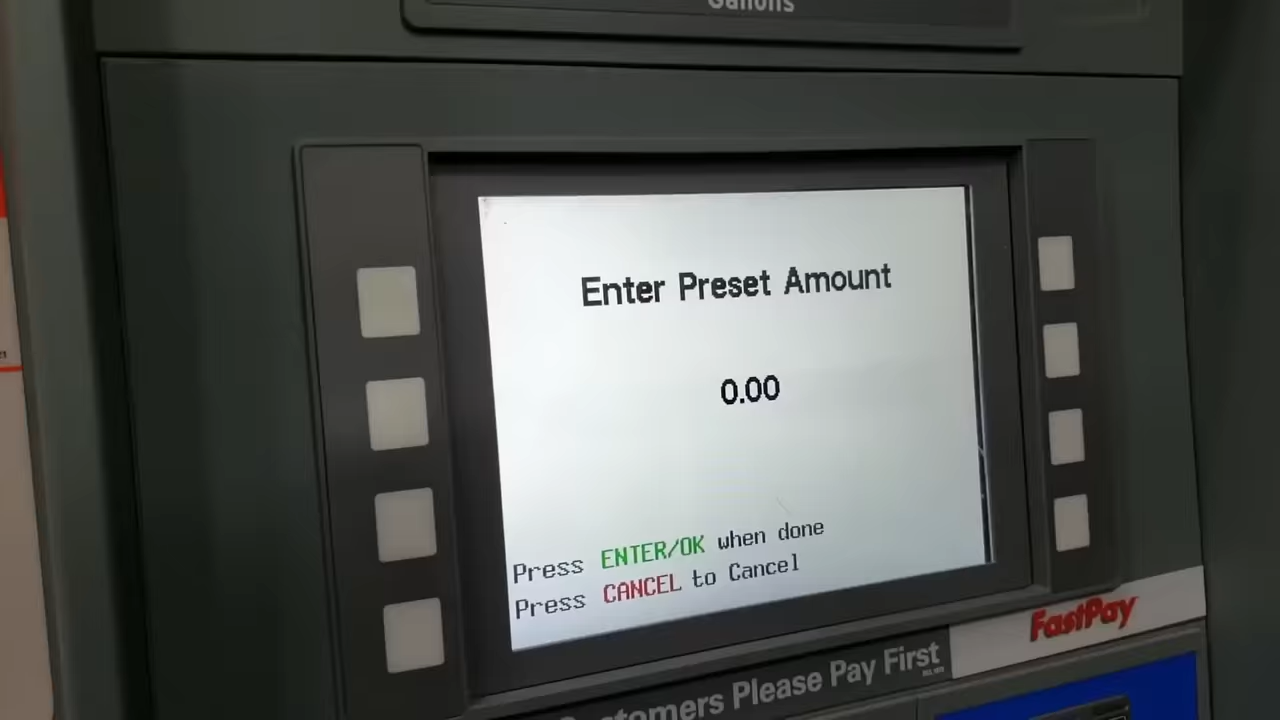 Gallons
Enter Preset Amount
0.00
Press ENTER/OK when done
Press CANCEL to Cancel
FastPay
Customers Please Pay First